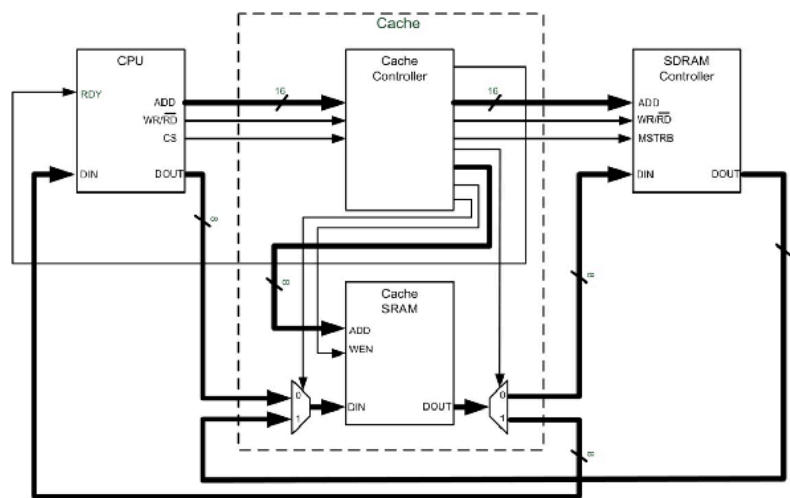 Cache
CPU
RDY
ADD
WR/RD
CS
DIN
DOUT
16
Cache
Controller
16
SDRAM
Controller
ADD
WR/RD
MSTRB
DIN
DOUT
8
8
8
Cache
SRAM
ADD
WEN
DIN
DOUT
0
1
0
1
8